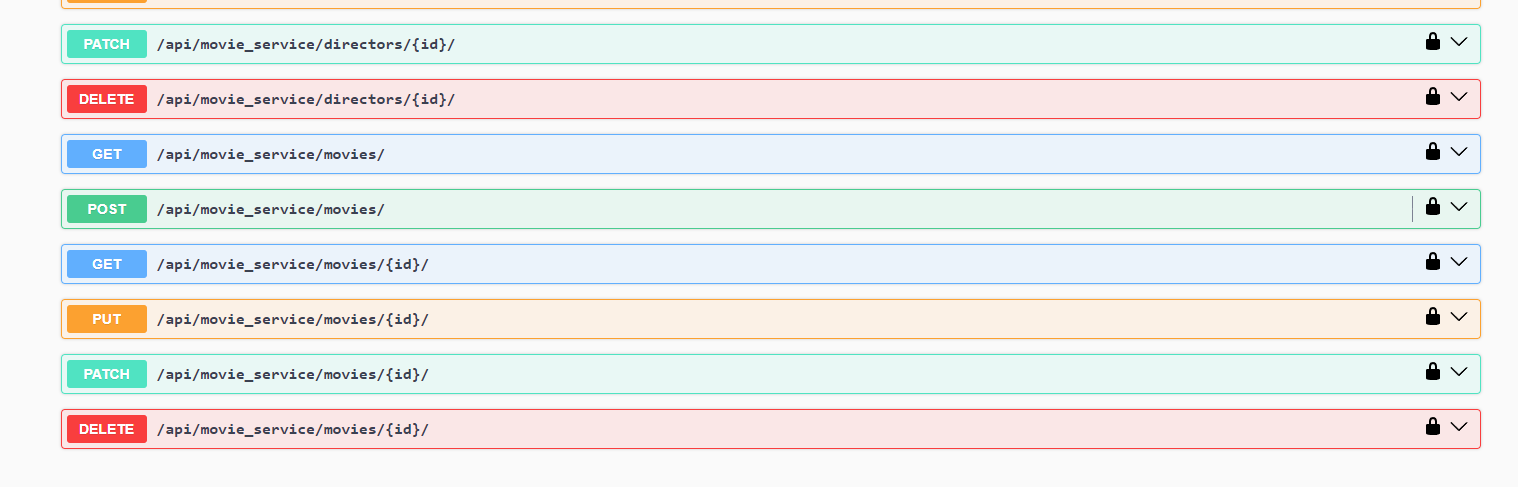 PATCH /api/movie_service/directors/{id}/
DELETE /api/movie_service/directors/{id}/
GET /api/movie_service/movies/
POST /api/movie_service/movies/
GET /api/movie_service/movies/{id}/
PUT /api/movie_service/movies/{id}/
PATCH /api/movie_service/movies/{id}/
DELETE /api/movie_service/movies/{id}/